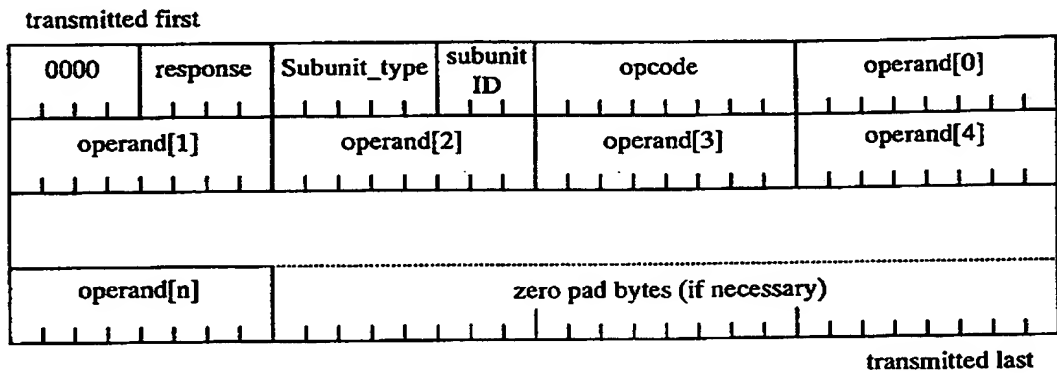 transmitted first
0000 response Subunit_type subunit ID opcode operand[0]
operand[1] operand[2] operand[3] operand[4]
operand[n] zero pad bytes (if necessary)
transmitted last